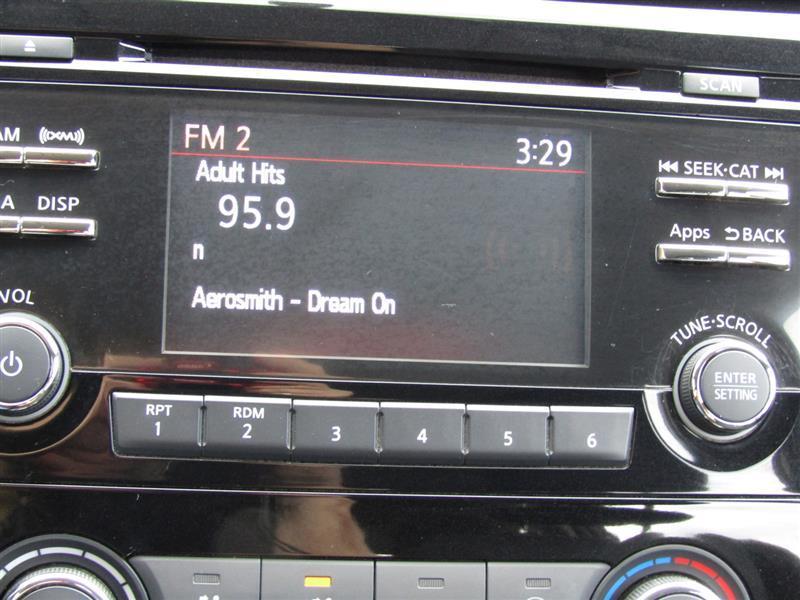 SCAN
AM ((XM))
FM 2 3:29
Adult Hits
95.9
n
Aerosmith - Dream On
A DISP
SEEK·CAT
Apps BACK
VOL
TUNE·SCROLL
ENTER
SETTING
RPT
1
RDM
2
3
4
5
6